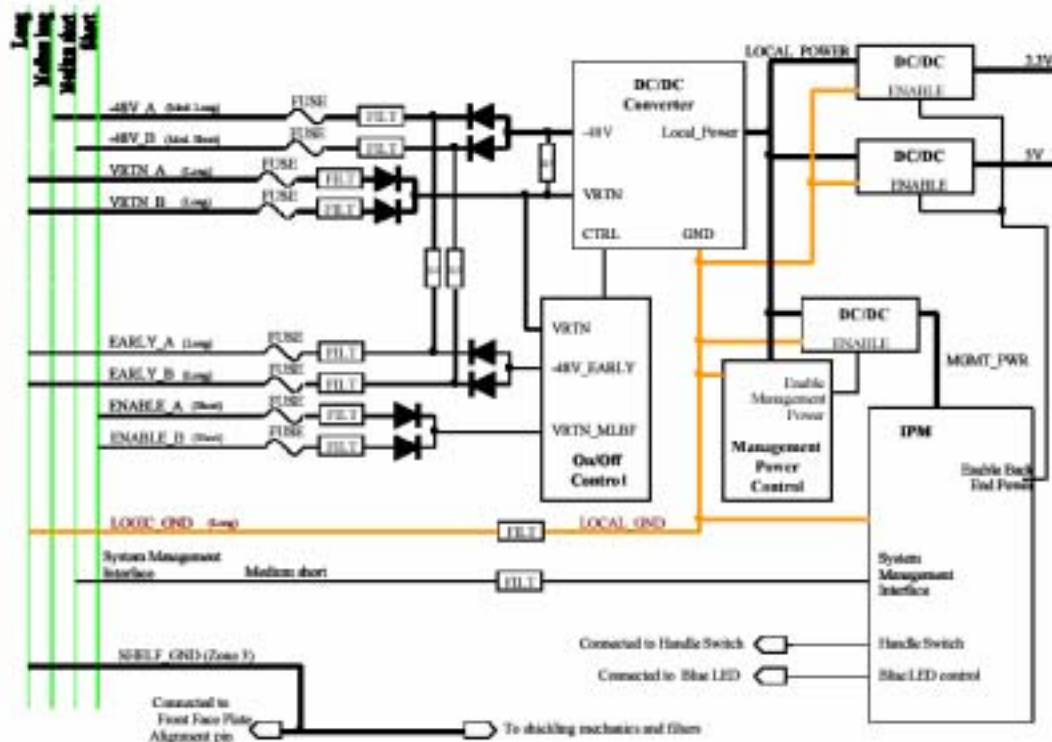 Long
Medium long
Medium short
Short
-48V_A (Med. Long)
FUSE
FILT
-48V_B (Med. Short)
FUSE
FILT
VRTN_A (Long)
FUSE
FILT
VRTN_B (Long)
FILT
DC/DC
Converter
-48V
Local_Power
VRTN
CTRL
GND
LOCAL_POWER
DC/DC
ENABLE
3.3V
DC/DC
ENABLE
5V
VRTN
-48V_EARLY
VRTN_MLBF
On/Off
Control
EARLY_A (Long)
FUSE
FILT
EARLY_B (Long)
FUSE
FILT
ENABLE_A (Short)
FUSE
FILT
ENABLE_B (Short)
FUSE
FILT
DC/DC
ENABLE
MGMT_PWR
Enable
Management
Power
Management
Power
Control
IPM
Enable Back
End Power
LOGIC_GND (Long)
FILT
LOCAL_GND
System Management
Interface
Medium short
FILT
System
Management
Interface
Connected to Handle Switch
Handle Switch
Connected to Blue LED
Blue LED control
SHELF_GND (Zone 3)
Connected to
Front Face Plate
Alignment pin
To shielding mechanics and filters